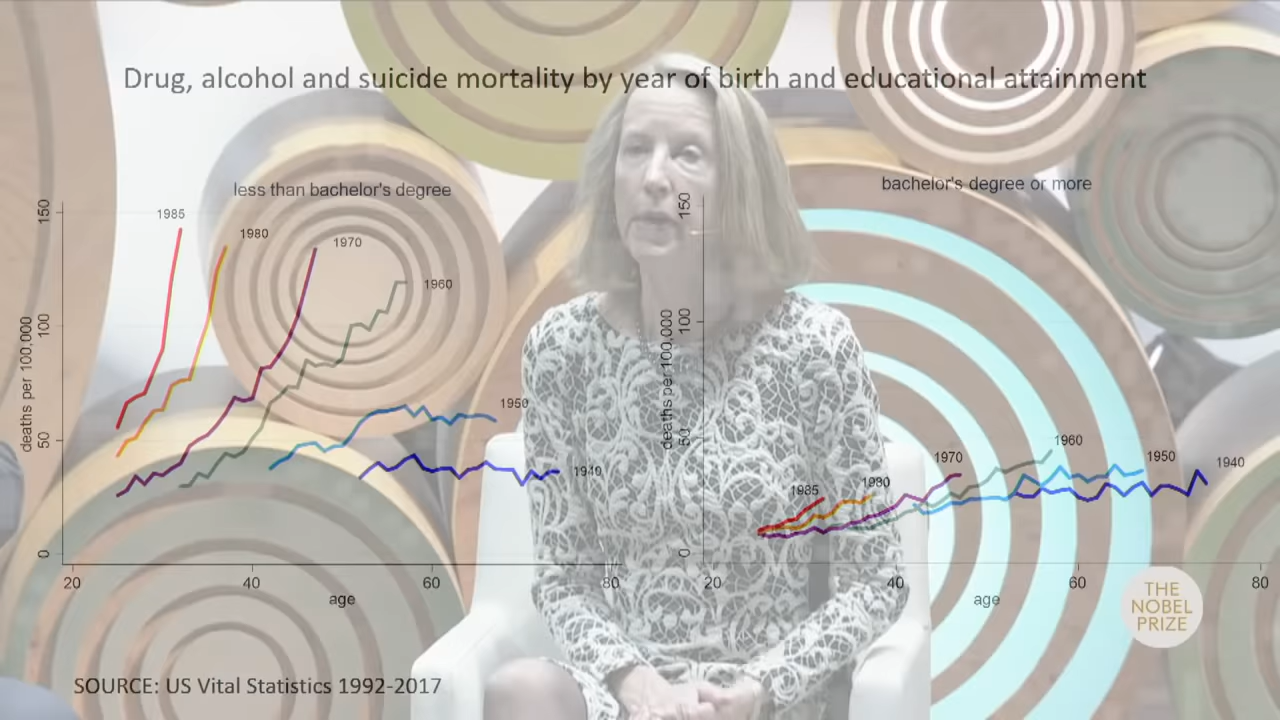 Drug, alcohol and suicide mortality by year of birth and educational attainment
less than bachelor's degree
bachelor's degree or more
deaths per 100,000
150
100
50
0
1985
1980
1970
1960
1950
1940
20
40
60
80
age
deaths per 100,000
150
100
50
0
1985
1980
1970
1960
1950
1940
20
40
60
80
age
THE
NOBEL
PRIZE
SOURCE: US Vital Statistics 1992-2017